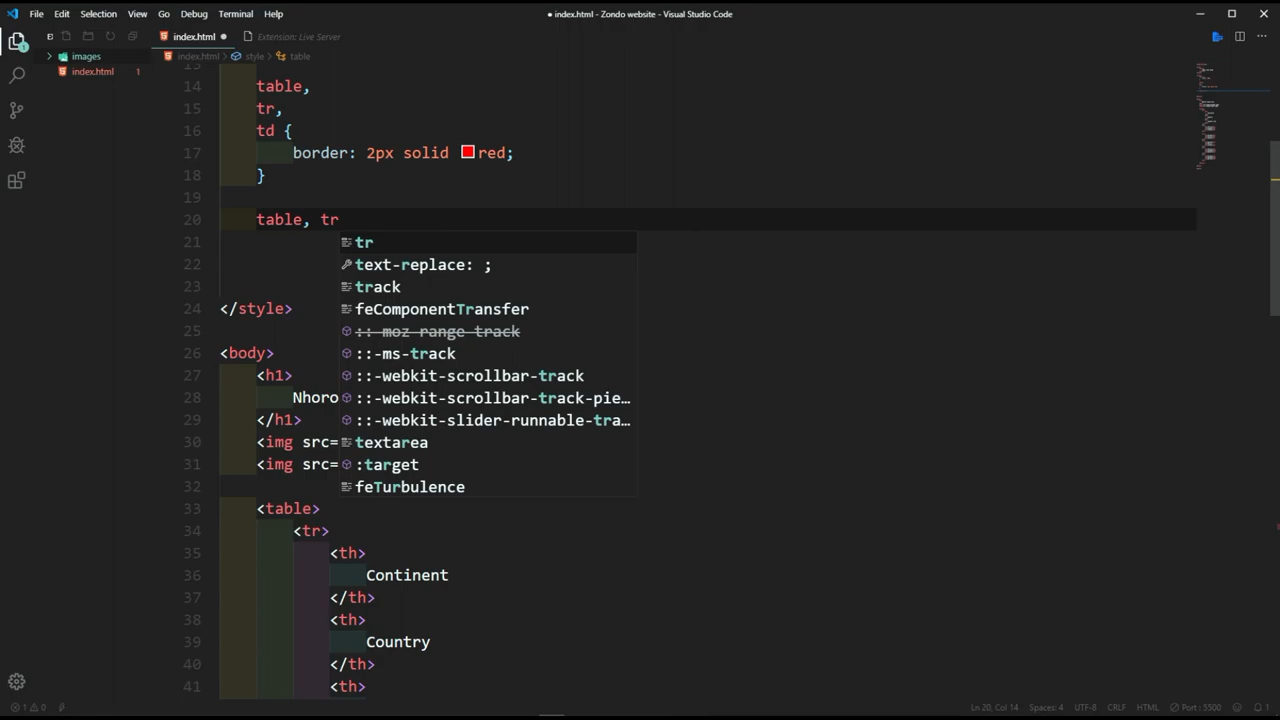 File Edit Selection View Go Debug Terminal Help
● index.html - Zondo website - Visual Studio Code
index.html ●
Extension: Live Server
1
images
index.html 1
index.html › style › table
13
14 table,
15 tr,
16 td {
17 border: 2px solid red;
18 }
19
20 table, tr
21
22
23
24 </style>
25
26 <body>
27 <h1>
28 Nhoro
29 </h1>
30 <img src=
31 <img src=
32
33 <table>
34 <tr>
35 <th>
36 Continent
37 </th>
38 <th>
39 Country
40 </th>
41 <th>
tr
text-replace: ;
track
feComponentTransfer
::-moz-range-track
::-ms-track
::-webkit-scrollbar-track
::-webkit-scrollbar-track-pie…
::-webkit-slider-runnable-tra…
textarea
:target
feTurbulence
1 0
Ln 20, Col 14 Spaces: 4 UTF-8 CRLF HTML Port : 5500 1